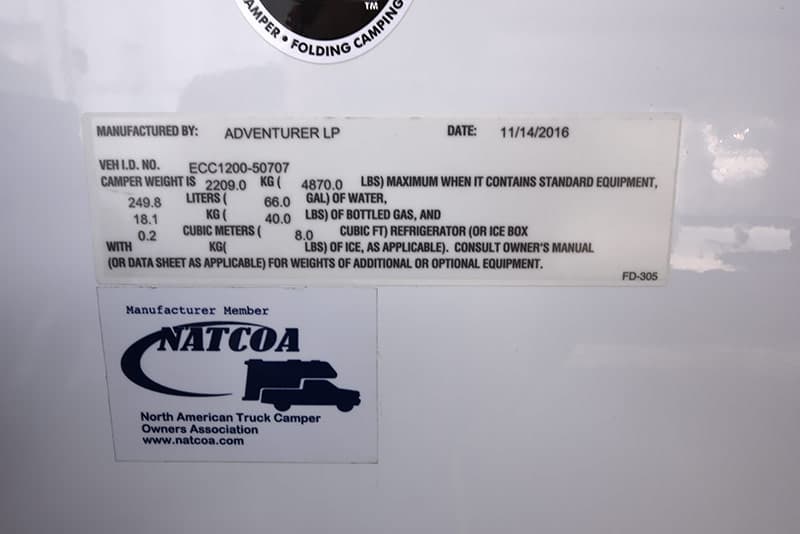 AMPER • FOLDING CAMPING
TM
MANUFACTURED BY: ADVENTURER LP DATE: 11/14/2016
VEH I.D. NO. ECC1200-50707
CAMPER WEIGHT IS 2209.0 KG ( 4870.0 LBS) MAXIMUM WHEN IT CONTAINS STANDARD EQUIPMENT,
249.8 LITERS ( 66.0 GAL) OF WATER,
18.1 KG ( 40.0 LBS) OF BOTTLED GAS, AND
0.2 CUBIC METERS ( 8.0 CUBIC FT) REFRIGERATOR (OR ICE BOX
WITH KG( LBS) OF ICE, AS APPLICABLE). CONSULT OWNER'S MANUAL
(OR DATA SHEET AS APPLICABLE) FOR WEIGHTS OF ADDITIONAL OR OPTIONAL EQUIPMENT.
FD-305
Manufacturer Member
NATCOA
North American Truck Camper
Owners Association
www.natcoa.com